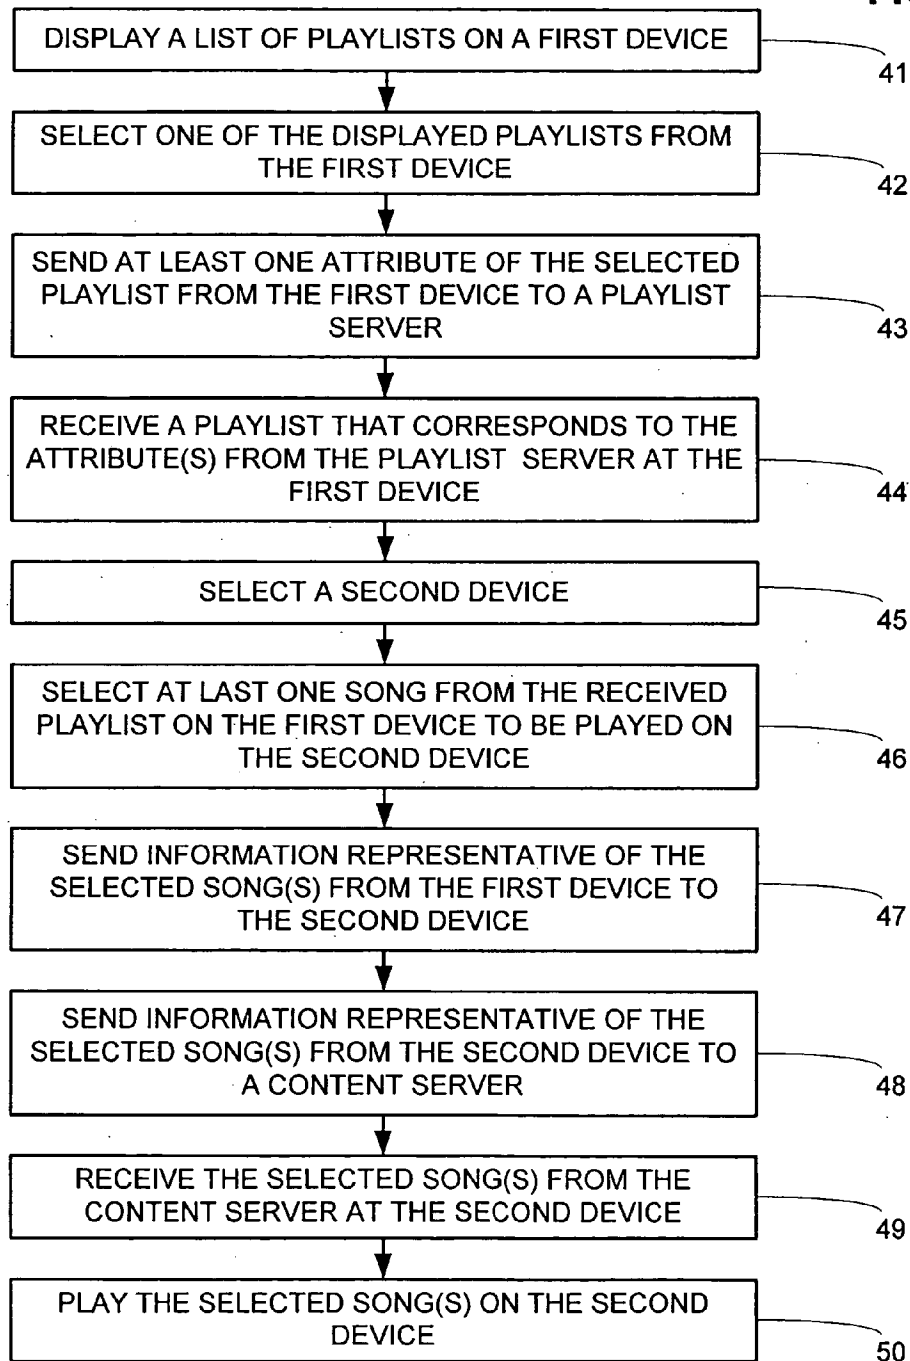 DISPLAY A LIST OF PLAYLISTS ON A FIRST DEVICE
41
SELECT ONE OF THE DISPLAYED PLAYLISTS FROM
THE FIRST DEVICE
42
SEND AT LEAST ONE ATTRIBUTE OF THE SELECTED
PLAYLIST FROM THE FIRST DEVICE TO A PLAYLIST
SERVER
43
RECEIVE A PLAYLIST THAT CORRESPONDS TO THE
ATTRIBUTE(S) FROM THE PLAYLIST SERVER AT THE
FIRST DEVICE
44
SELECT A SECOND DEVICE
45
SELECT AT LAST ONE SONG FROM THE RECEIVED
PLAYLIST ON THE FIRST DEVICE TO BE PLAYED ON
THE SECOND DEVICE
46
SEND INFORMATION REPRESENTATIVE OF THE
SELECTED SONG(S) FROM THE FIRST DEVICE TO
THE SECOND DEVICE
47
SEND INFORMATION REPRESENTATIVE OF THE
SELECTED SONG(S) FROM THE SECOND DEVICE TO
A CONTENT SERVER
48
RECEIVE THE SELECTED SONG(S) FROM THE
CONTENT SERVER AT THE SECOND DEVICE
49
PLAY THE SELECTED SONG(S) ON THE SECOND
DEVICE
50